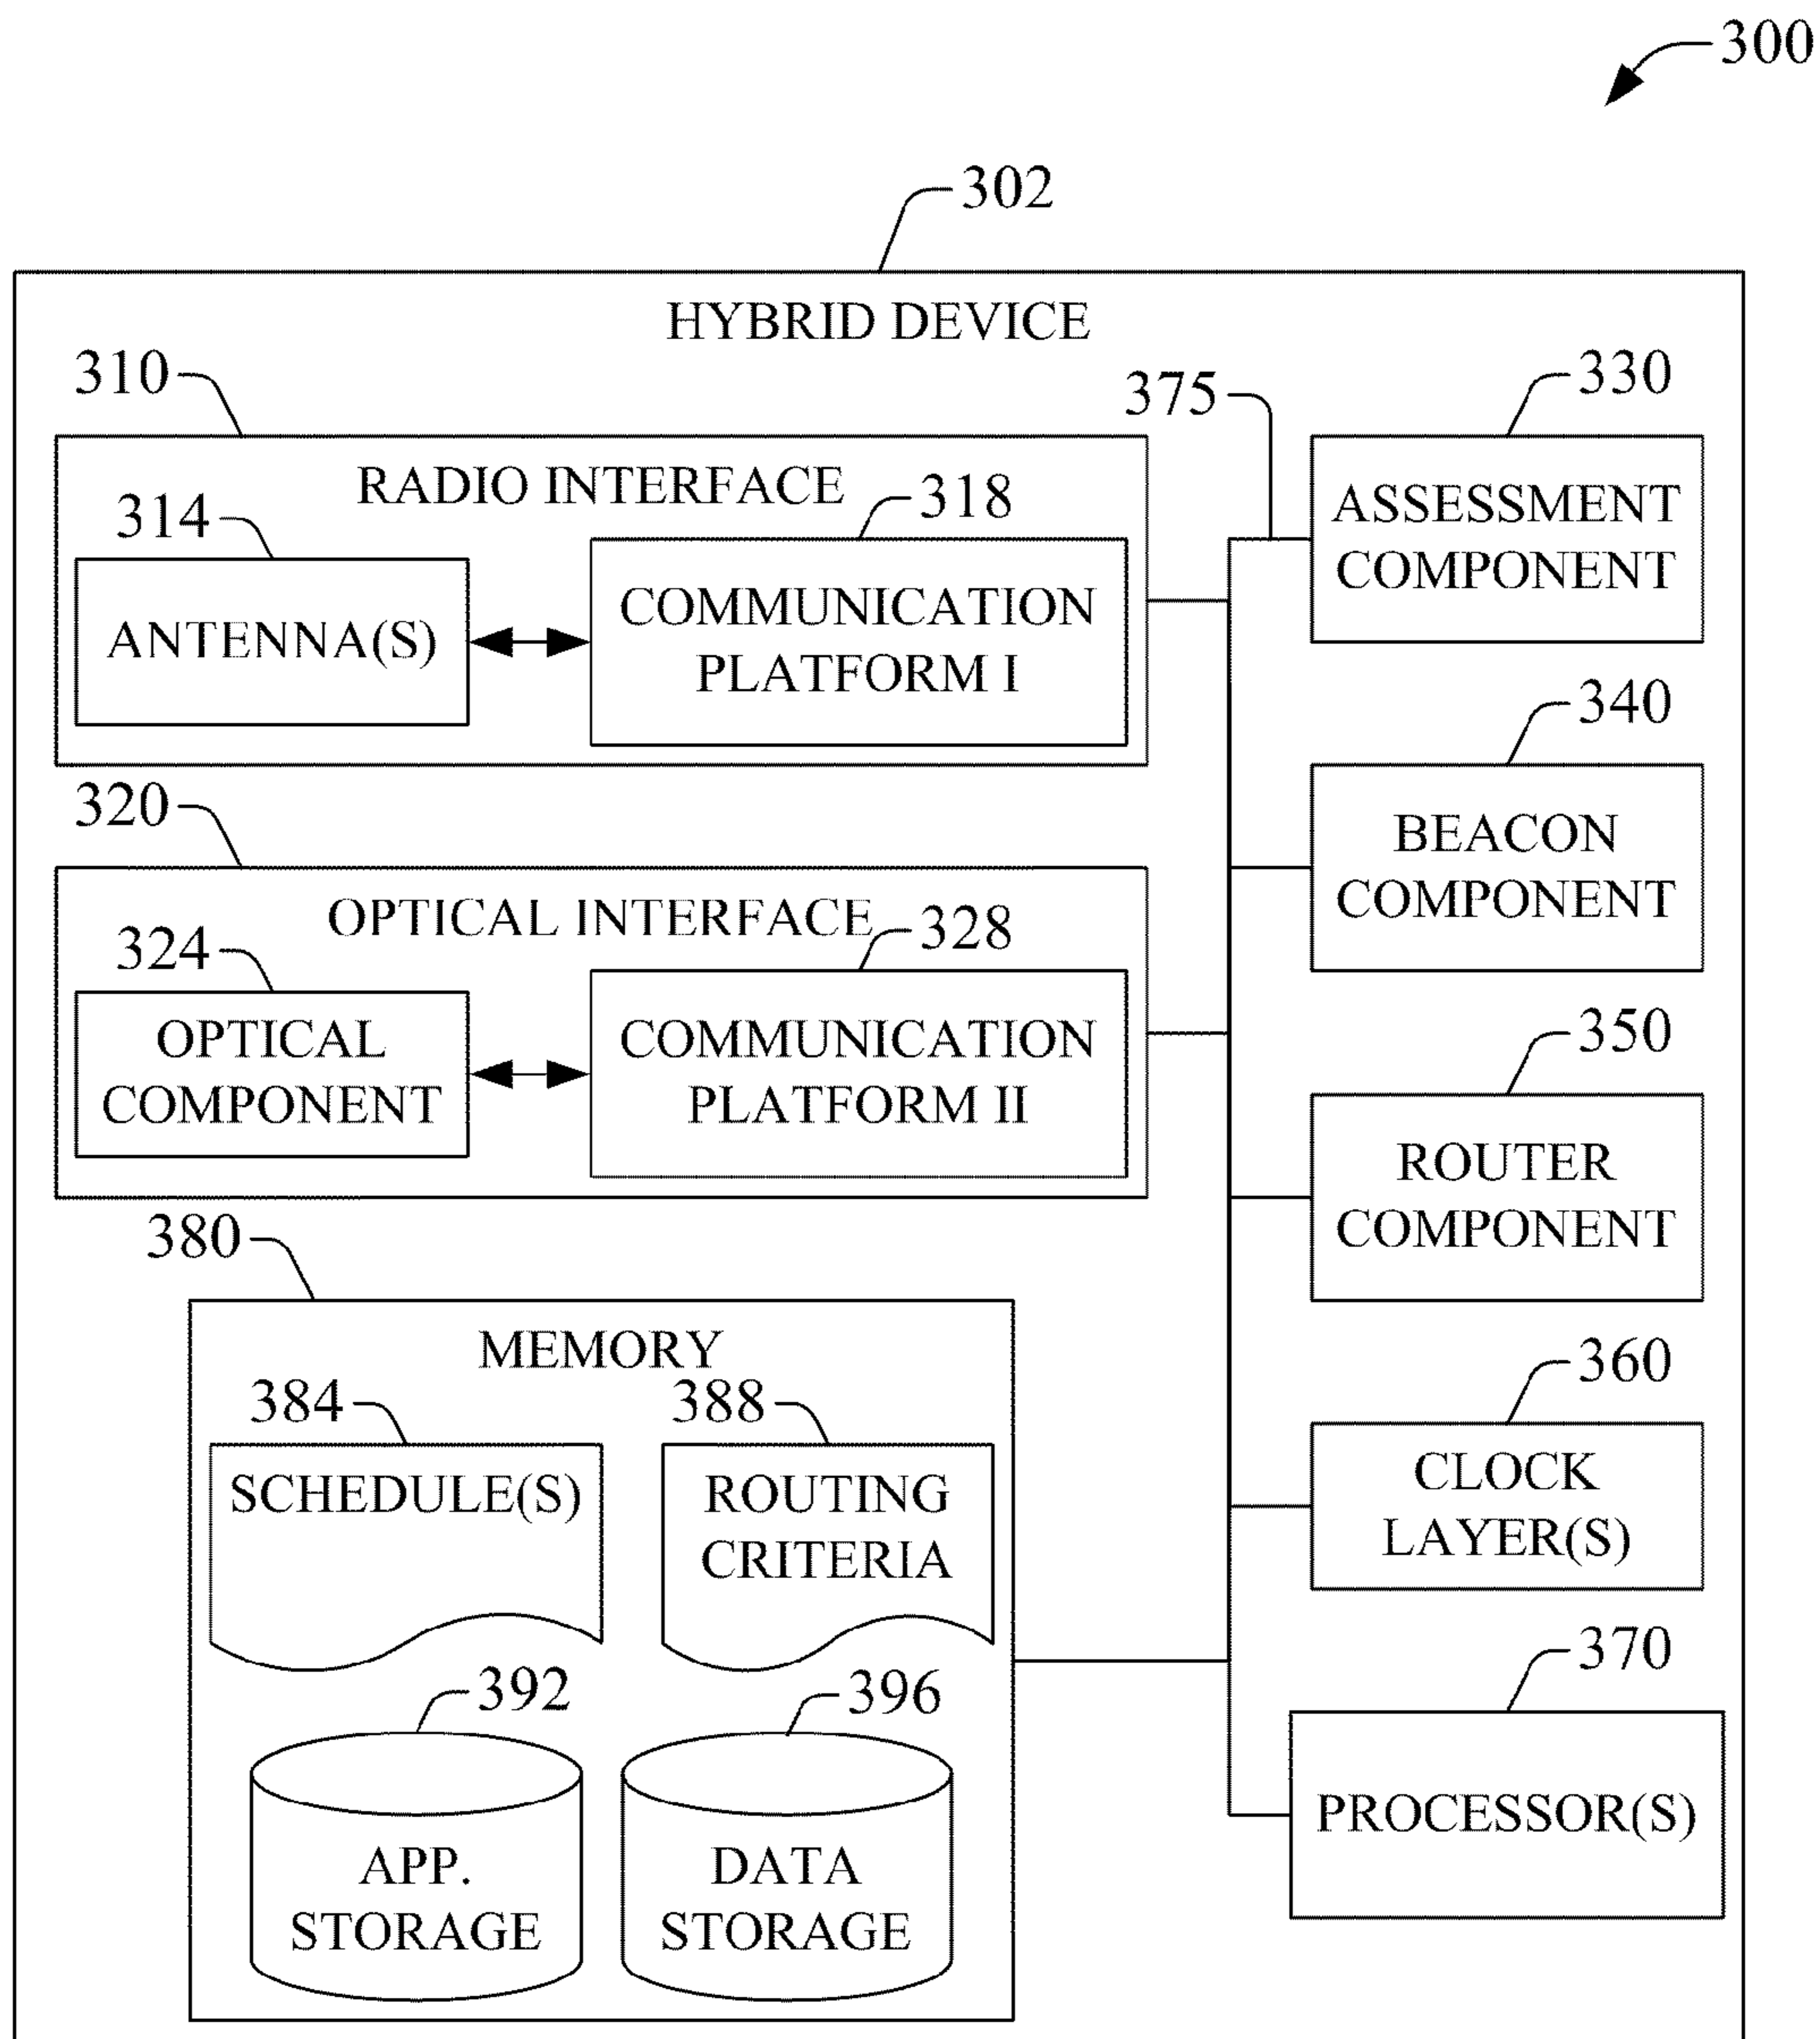 300
302
HYBRID DEVICE
310
375
330
RADIO INTERFACE
314
318
ANTENNA(S)
COMMUNICATION
PLATFORM I
ASSESSMENT
COMPONENT
340
BEACON
COMPONENT
320
OPTICAL INTERFACE
324
328
OPTICAL
COMPONENT
COMMUNICATION
PLATFORM II
350
ROUTER
COMPONENT
380
MEMORY
384
388
SCHEDULE(S)
ROUTING
CRITERIA
360
CLOCK
LAYER(S)
392
396
APP.
STORAGE
DATA
STORAGE
370
PROCESSOR(S)